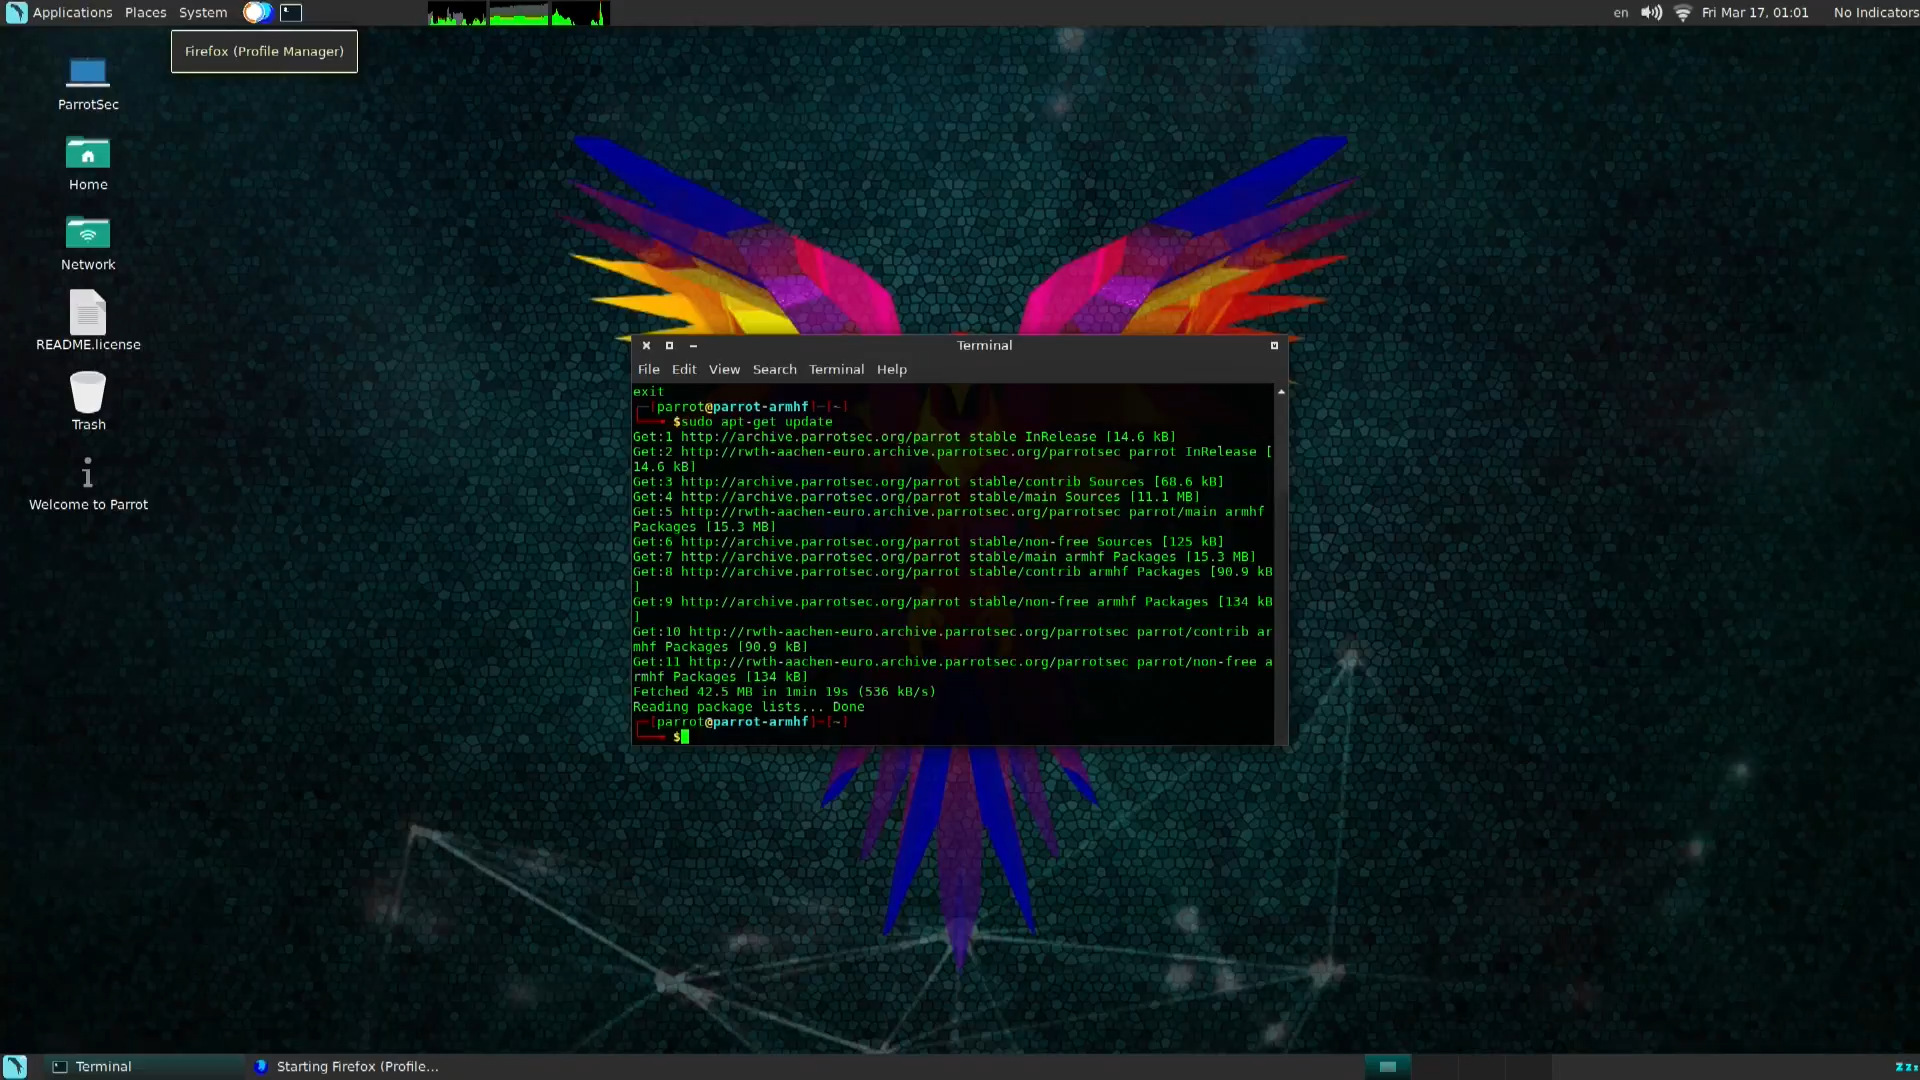 Applications Places System
en Fri Mar 17, 01:01 No Indicators
Firefox (Profile Manager)
ParrotSec
Home
Network
README.license
Trash
Welcome to Parrot
Terminal
File Edit View Search Terminal Help
exit
┌─[parrot@parrot-armhf]─[~]
└──╼ $sudo apt-get update
Get:1 http://archive.parrotsec.org/parrot stable InRelease [14.6 kB]
Get:2 http://rwth-aachen-euro.archive.parrotsec.org/parrotsec parrot InRelease [
14.6 kB]
Get:3 http://archive.parrotsec.org/parrot stable/contrib Sources [68.6 kB]
Get:4 http://archive.parrotsec.org/parrot stable/main Sources [11.1 MB]
Get:5 http://rwth-aachen-euro.archive.parrotsec.org/parrotsec parrot/main armhf
Packages [15.3 MB]
Get:6 http://archive.parrotsec.org/parrot stable/non-free Sources [125 kB]
Get:7 http://archive.parrotsec.org/parrot stable/main armhf Packages [15.3 MB]
Get:8 http://archive.parrotsec.org/parrot stable/contrib armhf Packages [90.9 kB
]
Get:9 http://archive.parrotsec.org/parrot stable/non-free armhf Packages [134 kB
]
Get:10 http://rwth-aachen-euro.archive.parrotsec.org/parrotsec parrot/contrib ar
mhf Packages [90.9 kB]
Get:11 http://rwth-aachen-euro.archive.parrotsec.org/parrotsec parrot/non-free a
rmhf Packages [134 kB]
Fetched 42.5 MB in 1min 19s (536 kB/s)
Reading package lists... Done
┌─[parrot@parrot-armhf]─[~]
└──╼ $
Terminal
Starting Firefox (Profile...
zz